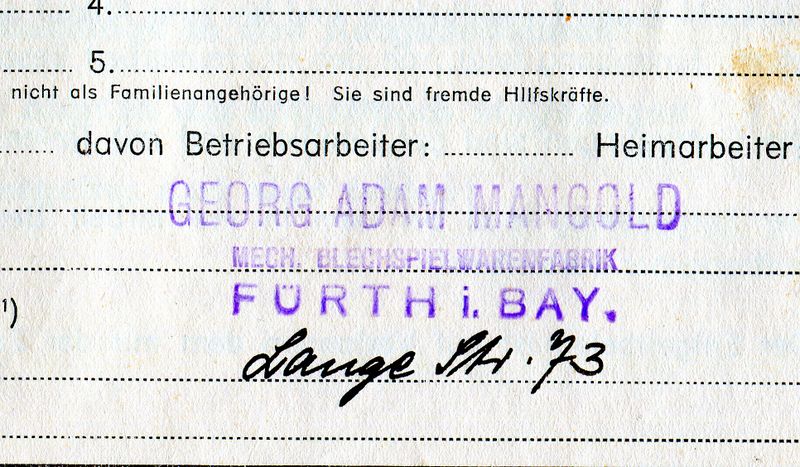 4.
5.
nicht als Familienangehörige! Sie sind fremde Hilfskräfte.
davon Betriebsarbeiter: Heimarbeiter
GEORG ADAM MANGOLD
MECH. BLECHSPIELWARENFABRIK
FÜRTH i. BAY.
¹)
Lange Str. 73